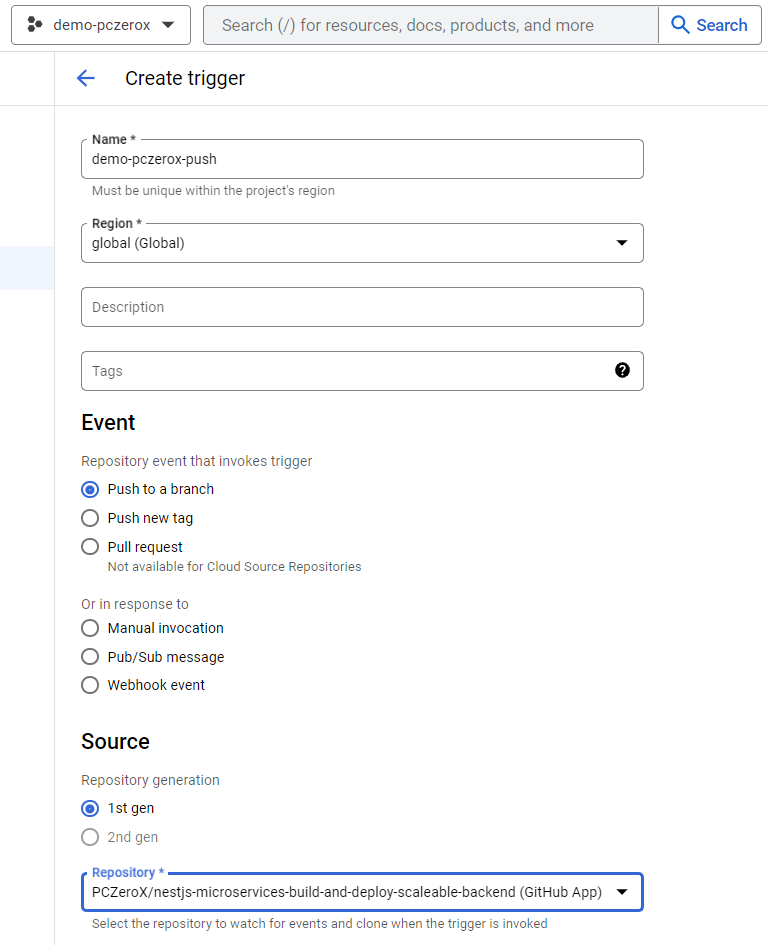 demo-pczerox
Search (/) for resources, docs, products, and more
Search
Create trigger
Name *
demo-pczerox-push
Must be unique within the project's region
Region *
global (Global)
Description
Tags
Event
Repository event that invokes trigger
Push to a branch
Push new tag
Pull request
Not available for Cloud Source Repositories
Or in response to
Manual invocation
Pub/Sub message
Webhook event
Source
Repository generation
1st gen
2nd gen
Repository *
PCZeroX/nestjs-microservices-build-and-deploy-scaleable-backend (GitHub App)
Select the repository to watch for events and clone when the trigger is invoked